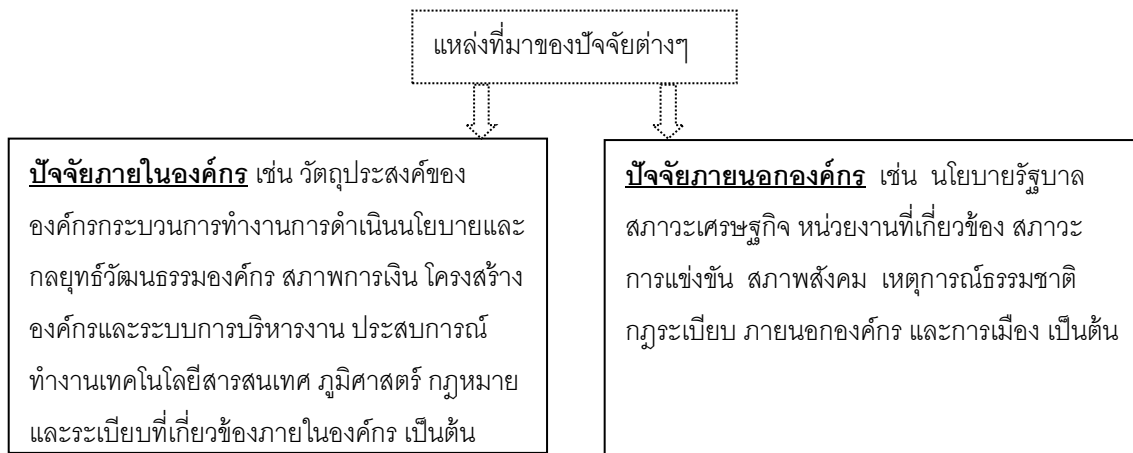 แหล่งที่มาของปัจจัยต่างๆ
ปัจจัยภายในองค์กร เช่น วัตถุประสงค์ของ
องค์กรกระบวนการทำงานการดำเนินนโยบายและ
กลยุทธ์วัฒนธรรมองค์กร สภาพการเงิน โครงสร้าง
องค์กรและระบบการบริหารงาน ประสบการณ์
ทำงานเทคโนโลยีสารสนเทศ ภูมิศาสตร์ กฎหมาย
และระเบียบที่เกี่ยวข้องภายในองค์กร เป็นต้น
ปัจจัยภายนอกองค์กร เช่น นโยบายรัฐบาล
สภาวะเศรษฐกิจ หน่วยงานที่เกี่ยวข้อง สภาวะ
การแข่งขัน สภาพสังคม เหตุการณ์ธรรมชาติ
กฎระเบียบ ภายนอกองค์กร และการเมือง เป็นต้น